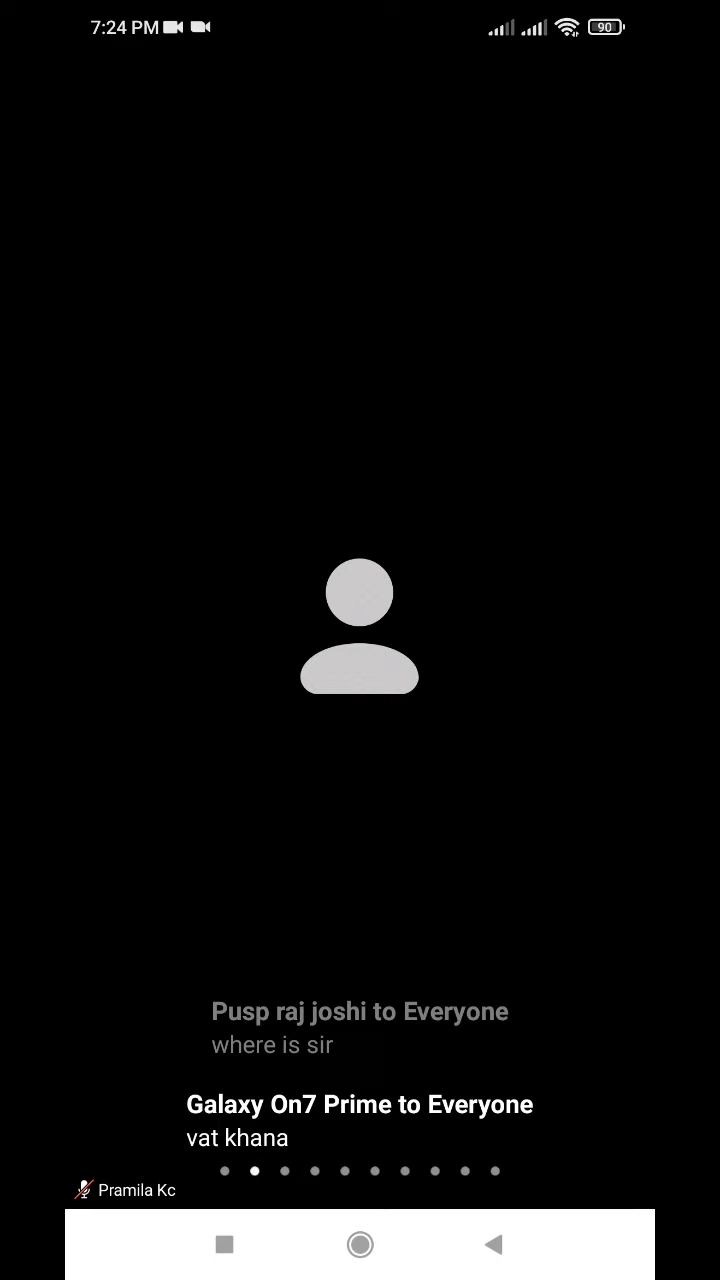 7:24 PM
90
Pusp raj joshi to Everyone
where is sir
Galaxy On7 Prime to Everyone
vat khana
Pramila Kc